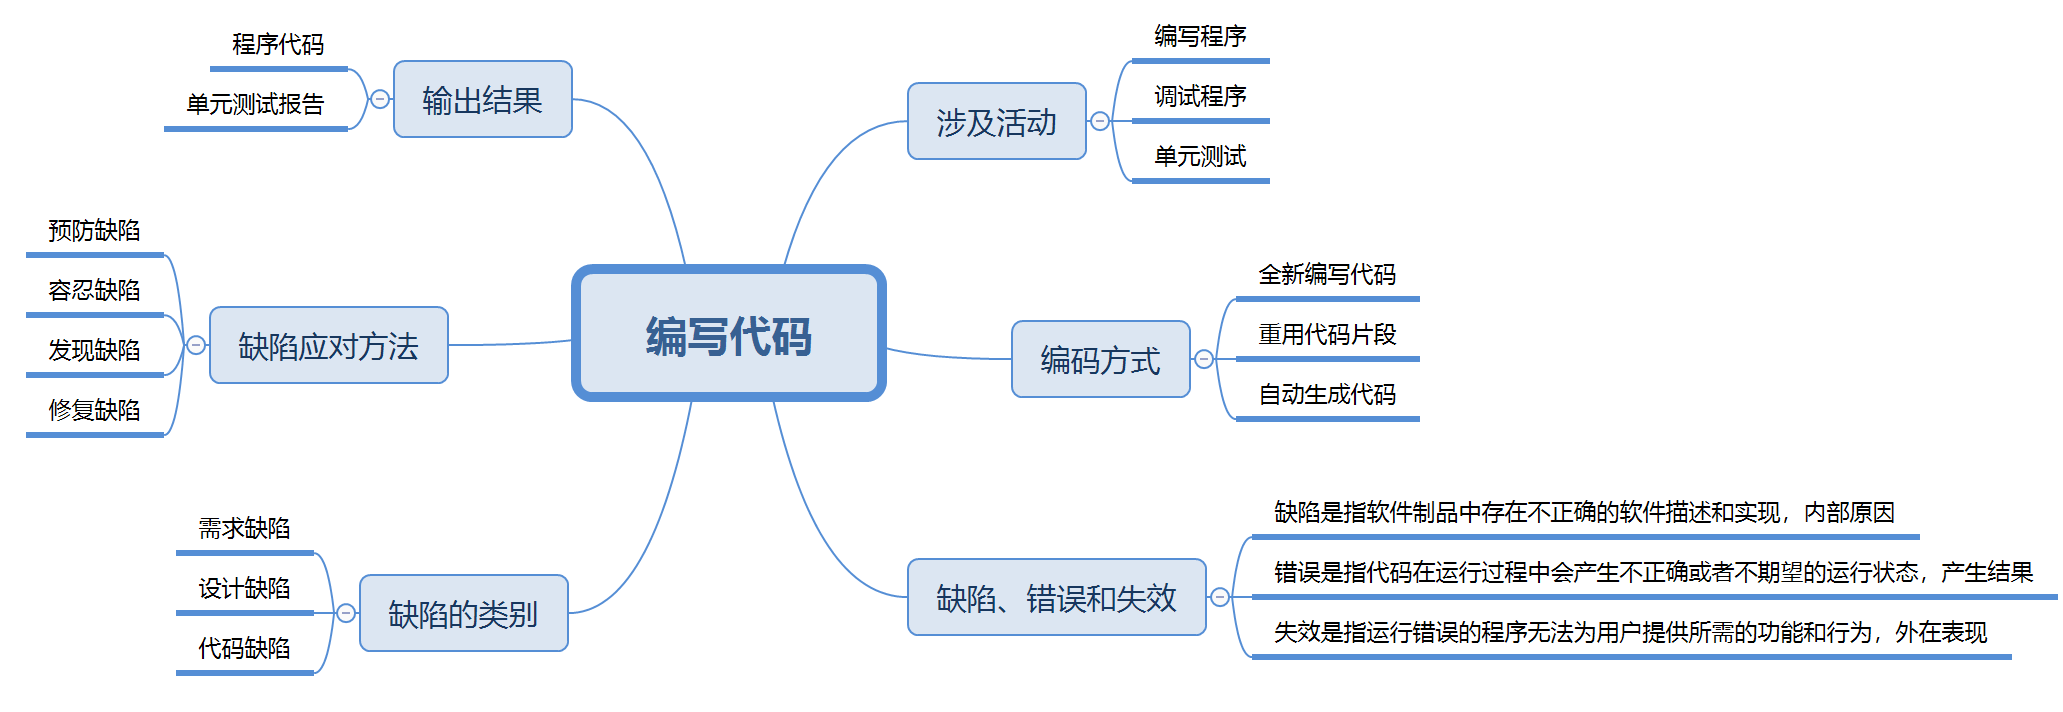 编写代码
涉及活动
编写程序
调试程序
单元测试
编码方式
全新编写代码
重用代码片段
自动生成代码
缺陷、错误和失效
缺陷是指软件制品中存在不正确的软件描述和实现，内部原因
错误是指代码在运行过程中会产生不正确或者不期望的运行状态，产生结果
失效是指运行错误的程序无法为用户提供所需的功能和行为，外在表现
输出结果
程序代码
单元测试报告
缺陷应对方法
预防缺陷
容忍缺陷
发现缺陷
修复缺陷
缺陷的类别
需求缺陷
设计缺陷
代码缺陷